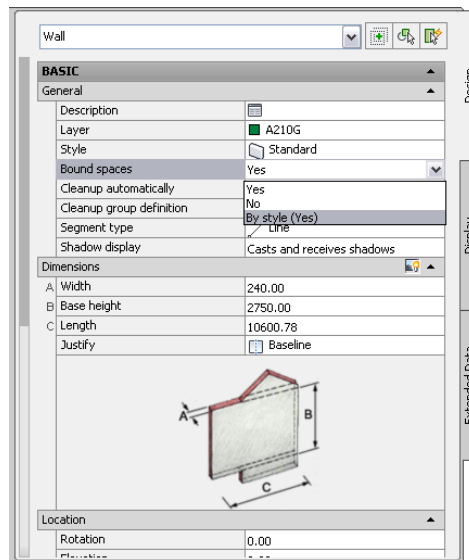 Wall
BASIC
General
Description
Layer A210G
Style Standard
Bound spaces Yes
Cleanup automatically Yes
Cleanup group definition No
By style (Yes)
Segment type Line
Shadow display Casts and receives shadows
Dimensions
A Width 240.00
B Base height 2750.00
C Length 10600.78
Justify Baseline
A
B
C
Location
Rotation 0.00
Design
Display
Extended Data